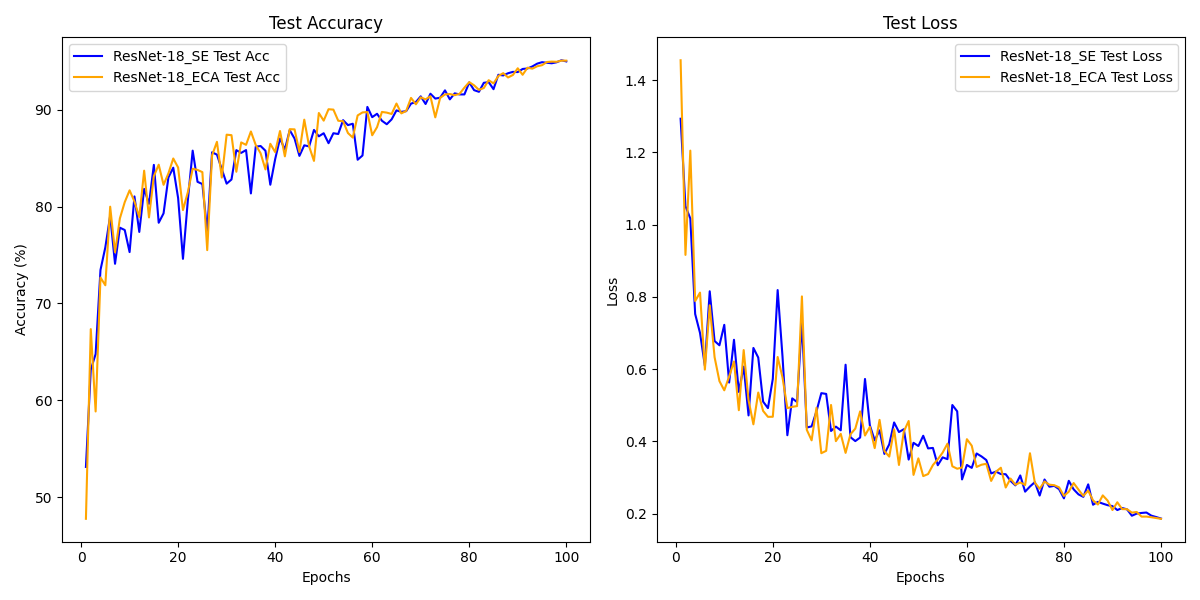 Test Accuracy
ResNet-18_SE Test Acc
ResNet-18_ECA Test Acc
Accuracy (%)
90
80
70
60
50
0 20 40 60 80 100
Epochs
Test Loss
ResNet-18_SE Test Loss
ResNet-18_ECA Test Loss
Loss
1.4
1.2
1.0
0.8
0.6
0.4
0.2
0 20 40 60 80 100
Epochs